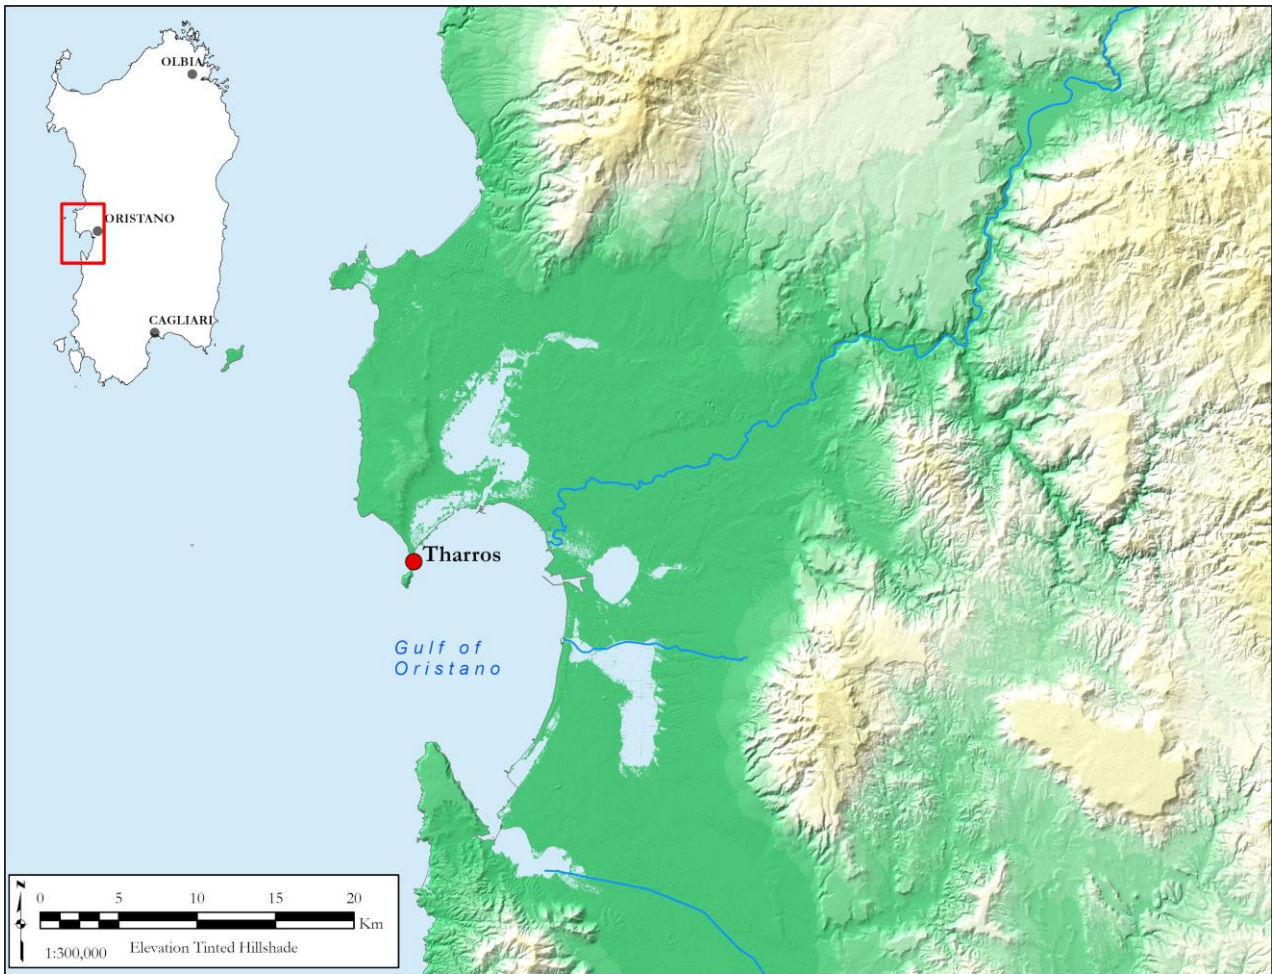 OLBIA
ORISTANO
CAGLIARI
Tharros
Gulf of
Oristano
N
0 5 10 15 20
Km
1:300,000 Elevation Tinted Hillshade